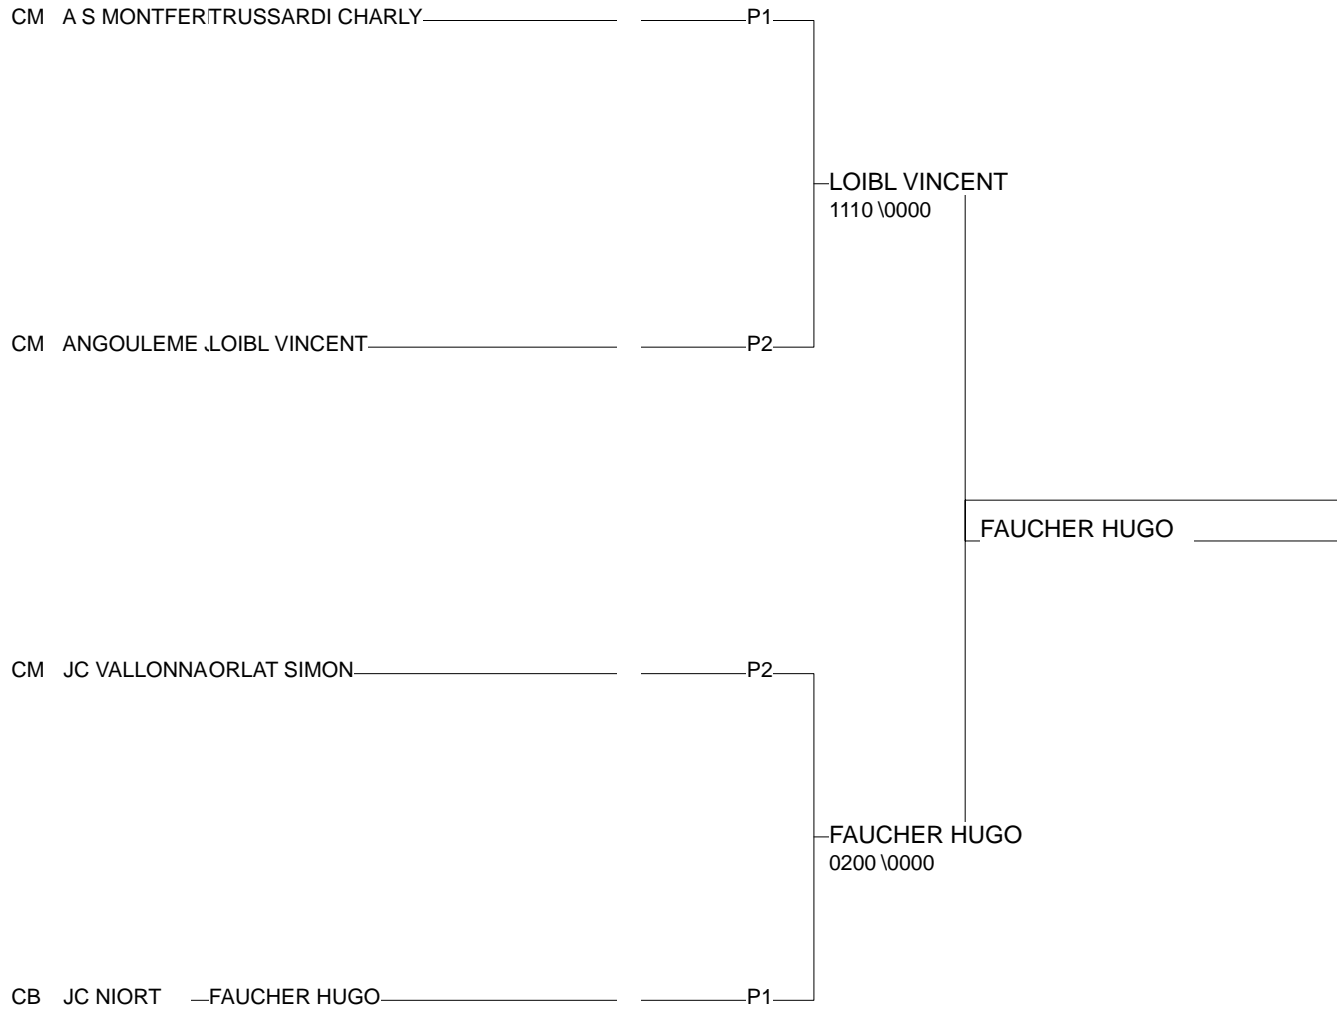 CM A S MONTFER TRUSSARDI CHARLY P1
LOIBL VINCENT
1110 \0000
CM ANGOULEME LOIBL VINCENT P2
FAUCHER HUGO
CM JC VALLONNA ORLAT SIMON P2
FAUCHER HUGO
0200 \0000
CB JC NIORT FAUCHER HUGO P1